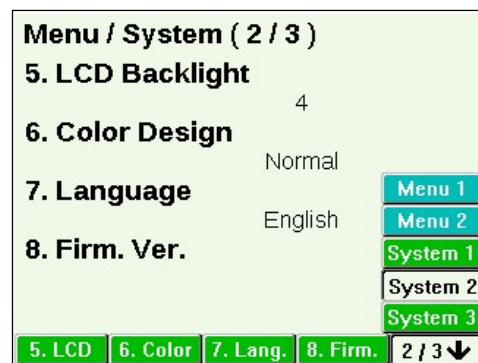 Menu / System ( 2 / 3 )
5. LCD Backlight
4
6. Color Design
Normal
7. Language
Menu 1
English
Menu 2
8. Firm. Ver.
System 1
System 2
System 3
5. LCD
6. Color
7. Lang.
8. Firm.
2 / 3